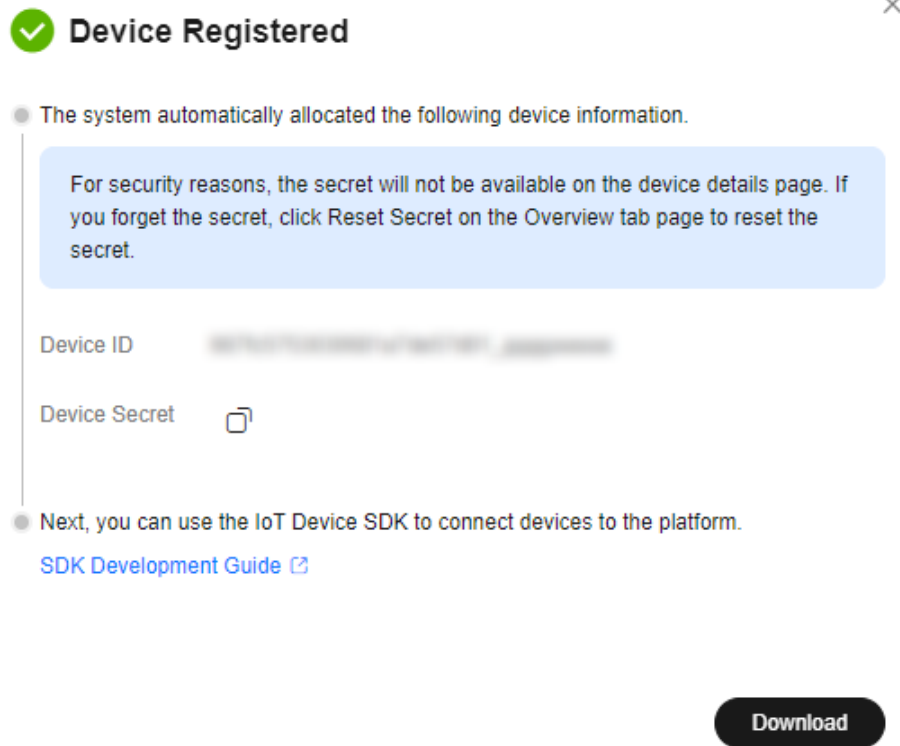 Device Registered
The system automatically allocated the following device information.
For security reasons, the secret will not be available on the device details page. If
you forget the secret, click Reset Secret on the Overview tab page to reset the
secret.
Device ID
Device Secret
Next, you can use the IoT Device SDK to connect devices to the platform.
SDK Development Guide
Download